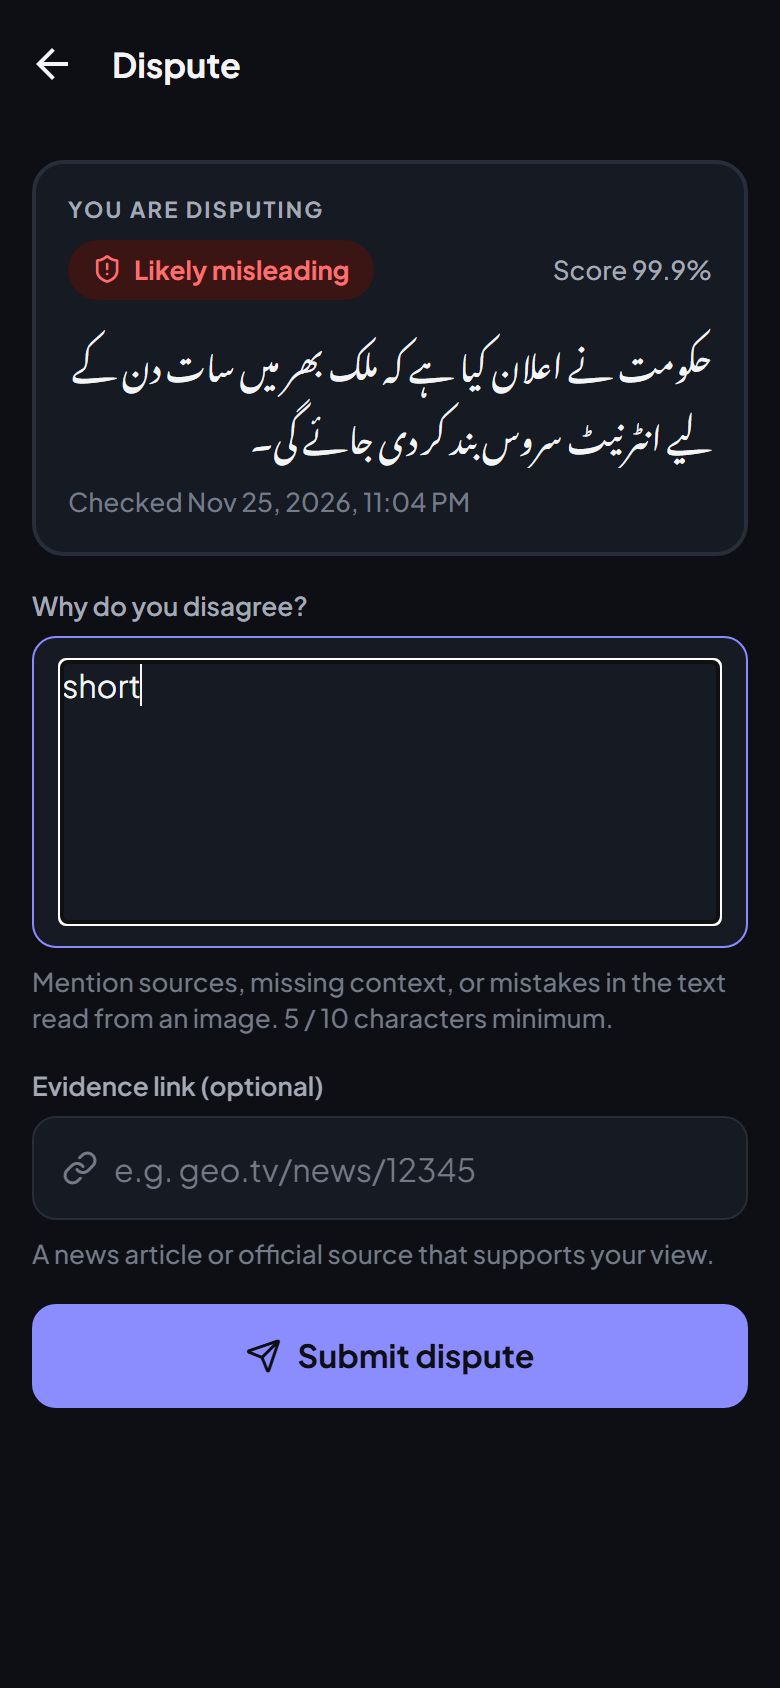 Dispute
YOU ARE DISPUTING
Likely misleading
Score 99.9%
حکومت نے اعلان کیا ہے کہ ملک بھر میں سات دن کے
لیے انٹرنیٹ سروس بند کر دی جائے گی۔
Checked Nov 25, 2026, 11:04 PM
Why do you disagree?
short
Mention sources, missing context, or mistakes in the text
read from an image. 5 / 10 characters minimum.
Evidence link (optional)
e.g. geo.tv/news/12345
A news article or official source that supports your view.
Submit dispute